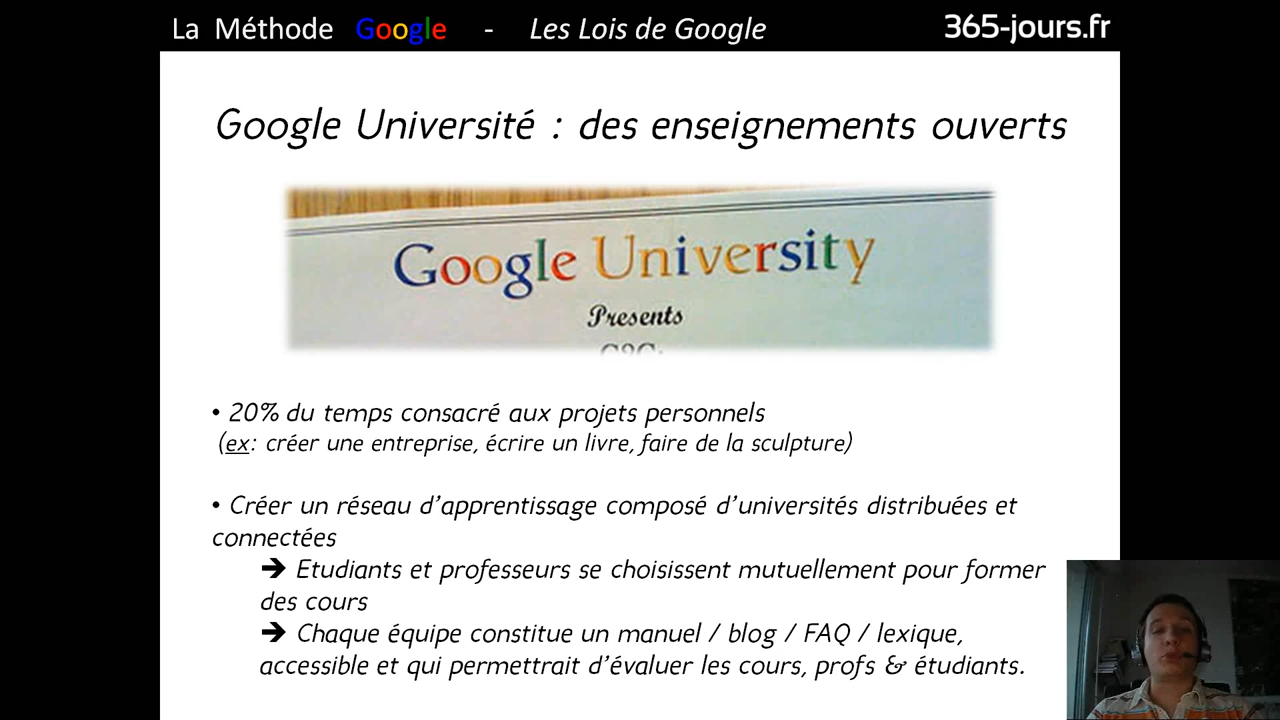 La Méthode Google - Les Lois de Google
365-jours.fr
Google Université : des enseignements ouverts
Google University
Presents
• 20% du temps consacré aux projets personnels
(ex: créer une entreprise, écrire un livre, faire de la sculpture)
• Créer un réseau d'apprentissage composé d'universités distribuées et
connectées
➔ Etudiants et professeurs se choisissent mutuellement pour former
des cours
➔ Chaque équipe constitue un manuel / blog / FAQ / lexique,
accessible et qui permettrait d'évaluer les cours, profs & étudiants.